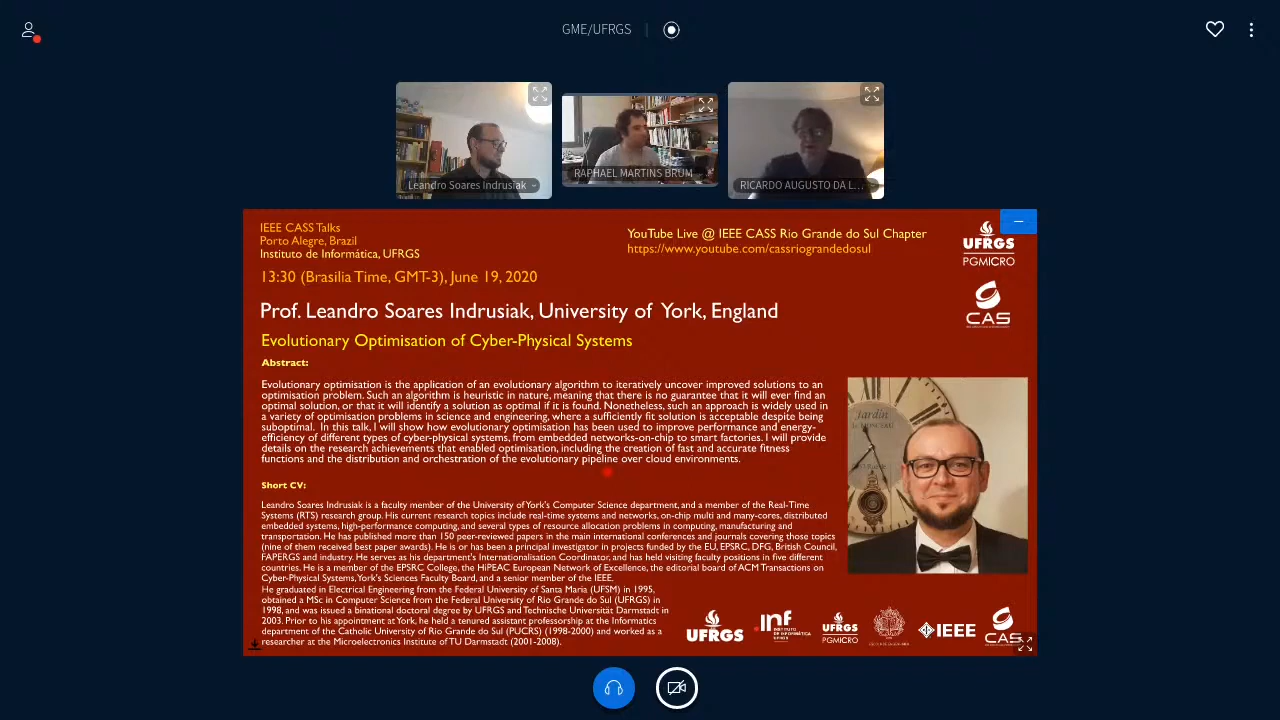 GME/UFRGS
Leandro Soares Indrusiak
RAPHAEL MARTINS BRUM
RICARDO AUGUSTO DA L...
IEEE CASS Talks
Porto Alegre, Brazil
Instituto de Informática, UFRGS
YouTube Live @ IEEE CASS Rio Grande do Sul Chapter
https://www.youtube.com/cassriograndedosul
UFRGS
PGMICRO
13:30 (Brasilia Time, GMT-3), June 19, 2020
CAS
Prof. Leandro Soares Indrusiak, University of York, England
Evolutionary Optimisation of Cyber-Physical Systems
Abstract:
Evolutionary optimisation is the application of an evolutionary algorithm to iteratively uncover improved solutions to an
optimisation problem. Such an algorithm is heuristic in nature, meaning that there is no guarantee that it will ever find an
optimal solution, or that it will identify a solution as optimal if it is found. Nonetheless, such an approach is widely used in
a variety of optimisation problems in science and engineering, where a sufficiently fit solution is acceptable despite being
suboptimal. In this talk, I will show how evolutionary optimisation has been used to improve performance and energy-
efficiency of different types of cyber-physical systems, from embedded networks-on-chip to smart factories. I will provide
details on the research achievements that enabled optimisation, including the creation of fast and accurate fitness
functions and the distribution and orchestration of the evolutionary pipeline over cloud environments.
Jardin
Short CV:
Leandro Soares Indrusiak is a faculty member of the University of York's Computer Science department, and a member of the Real-Time
Systems (RTS) research group. His current research topics include real-time systems and networks, on-chip multi and many-cores, distributed
embedded systems, high-performance computing, and several types of resource allocation problems in computing, manufacturing and
transportation. He has published more than 150 peer-reviewed papers in the main international conferences and journals covering those topics
(nine of them received best paper awards). He is or has been a principal investigator in projects funded by the EU, EPSRC, DFG, British Council,
FAPERGS and industry. He serves as his department's Internationalisation Coordinator, and has held visiting faculty positions in five different
countries. He is a member of the EPSRC College, the HiPEAC European Network of Excellence, the editorial board of ACM Transactions on
Cyber-Physical Systems, York's Sciences Faculty Board, and a senior member of the IEEE.
He graduated in Electrical Engineering from the Federal University of Santa Maria (UFSM) in 1995,
obtained a MSc in Computer Science from the Federal University of Rio Grande do Sul (UFRGS) in
1998, and was issued a binational doctoral degree by UFRGS and Technische Universität Darmstadt in
2003. Prior to his appointment at York, he held a tenured assistant professorship at the Informatics
department of the Catholic University of Rio Grande do Sul (PUCRS) (1998-2000) and worked as a
researcher at the Microelectronics Institute of TU Darmstadt (2001-2008).
UFRGS
inf
INSTITUTO
DE INFORMÁTICA
UFRGS
UFRGS
PGMICRO
IEEE
CAS